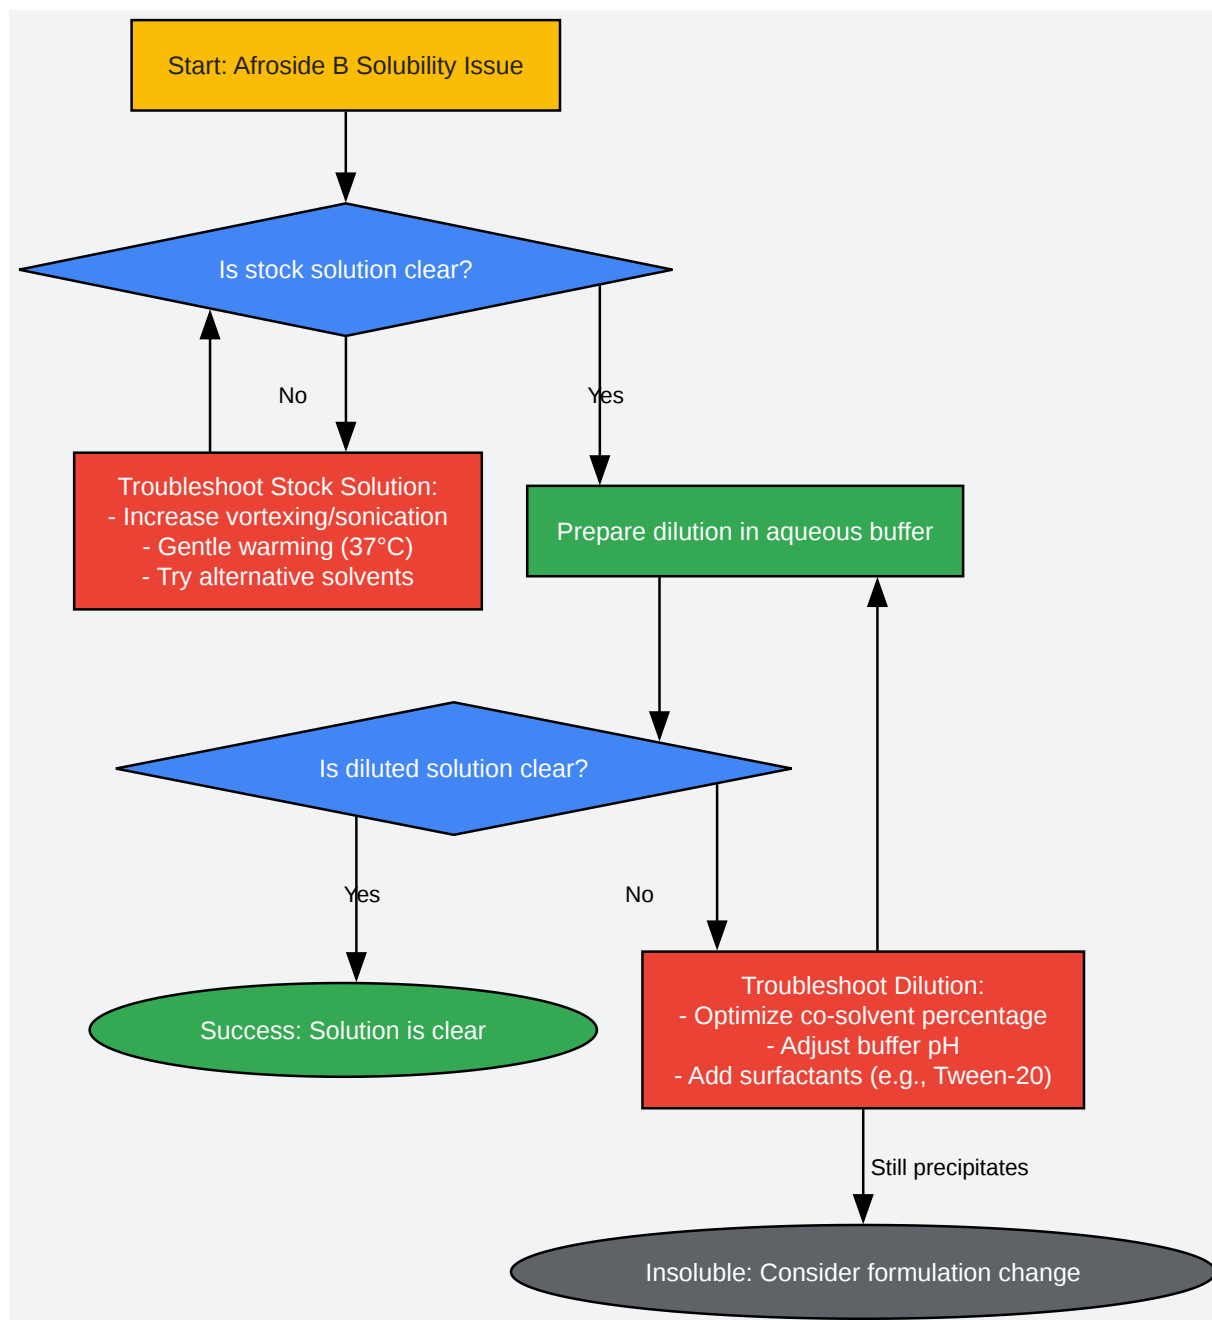 Start: Afroside B Solubility Issue
Is stock solution clear?
No
Yes
Troubleshoot Stock Solution:
- Increase vortexing/sonication
- Gentle warming (37°C)
- Try alternative solvents
Prepare dilution in aqueous buffer
Is diluted solution clear?
Yes
No
Success: Solution is clear
Troubleshoot Dilution:
- Optimize co-solvent percentage
- Adjust buffer pH
- Add surfactants (e.g., Tween-20)
Still precipitates
Insoluble: Consider formulation change